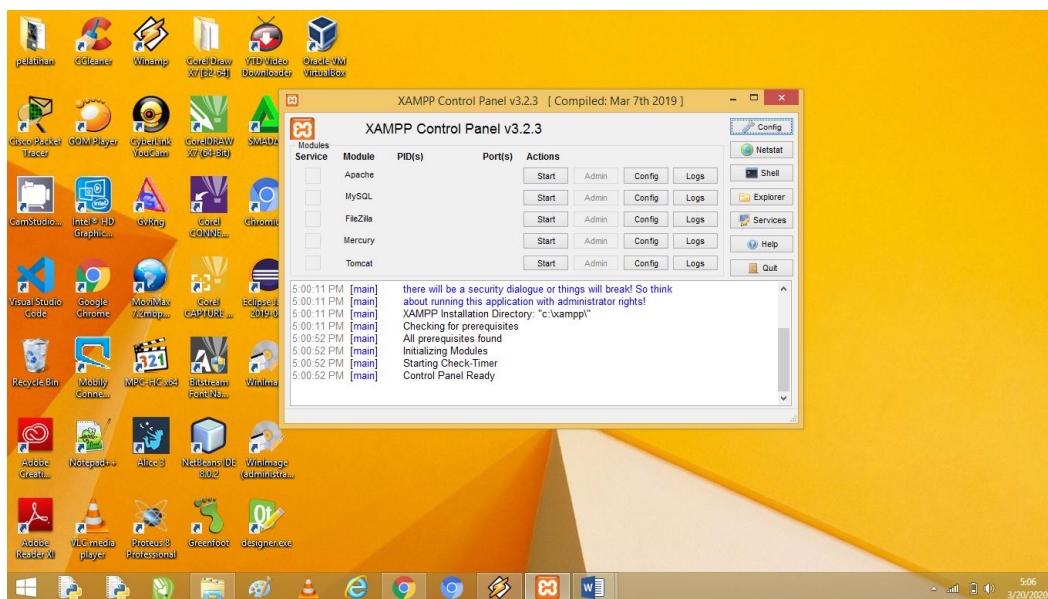 pelatihan
CCleaner
Winamp
Corel Draw X7 [32-64]
YTD Video Downloader
Oracle VM VirtualBox
Cisco Packet Tracer
GOM Player
CyberLink YouCam
CorelDRAW X7 (64-Bit)
CamStudio...
Intel® HD Graphic...
Corel CONNE...
Visual Studio Code
Google Chrome
MoviMax 7.2mbp...
Corel CAPTURE ...
Recycle Bin
Mobily Conne...
MPC-HC x64
Bitstream Font Na...
Adobe Creati...
Notepad++
Alice 3
NetBeans IDE 8.0.2
WinImage (administra...
Adobe Reader XI
VLC media player
Proteus 8 Professional
Greenfoot
designer.exe
XAMPP Control Panel v3.2.3 [ Compiled: Mar 7th 2019 ]
XAMPP Control Panel v3.2.3
Config
Modules
Service Module PID(s) Port(s) Actions
Netstat
Apache Start Admin Config Logs
Shell
MySQL Start Admin Config Logs
Explorer
FileZilla Start Admin Config Logs
Services
Mercury Start Admin Config Logs
Help
Tomcat Start Admin Config Logs
Quit
5:00:11 PM [main] there will be a security dialogue or things will break! So think
5:00:11 PM [main] about running this application with administrator rights!
5:00:11 PM [main] XAMPP Installation Directory: "c:\xampp\"
5:00:11 PM [main] Checking for prerequisites
5:00:52 PM [main] All prerequisites found
5:00:52 PM [main] Initializing Modules
5:00:52 PM [main] Starting Check-Timer
5:00:52 PM [main] Control Panel Ready
5:06
3/20/2020